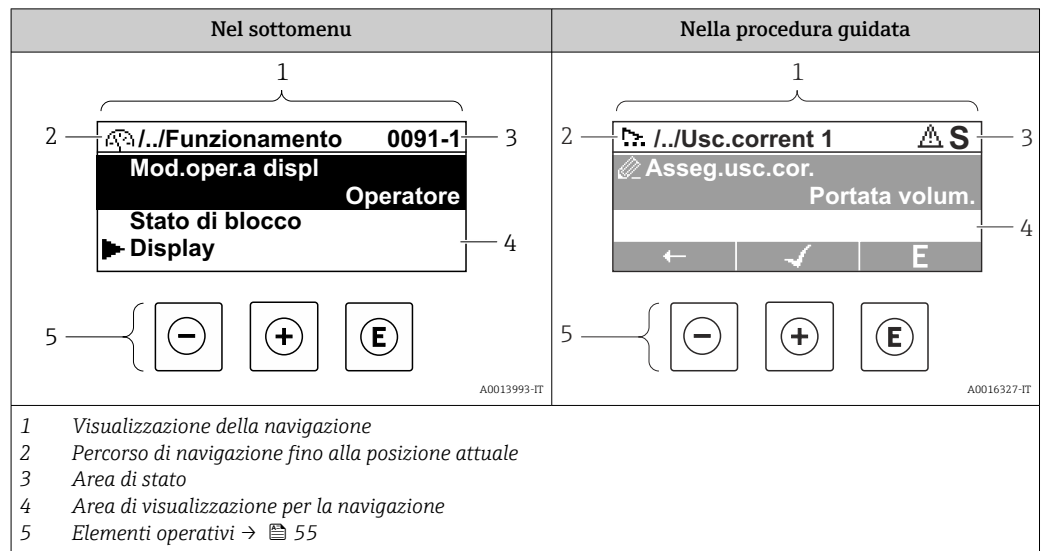 Nel sottomenu
Nella procedura guidata
1
2
/../Funzionamento 0091-1
3
Mod.oper.a displ
Operatore
Stato di blocco
Display
4
5
- + E
A0013993-IT
1
2
/../Usc.corrent 1 S
3
Asseg.usc.cor.
Portata volum.
4
← ✓ E
5
- + E
A0016327-IT
1 Visualizzazione della navigazione
2 Percorso di navigazione fino alla posizione attuale
3 Area di stato
4 Area di visualizzazione per la navigazione
5 Elementi operativi → 55